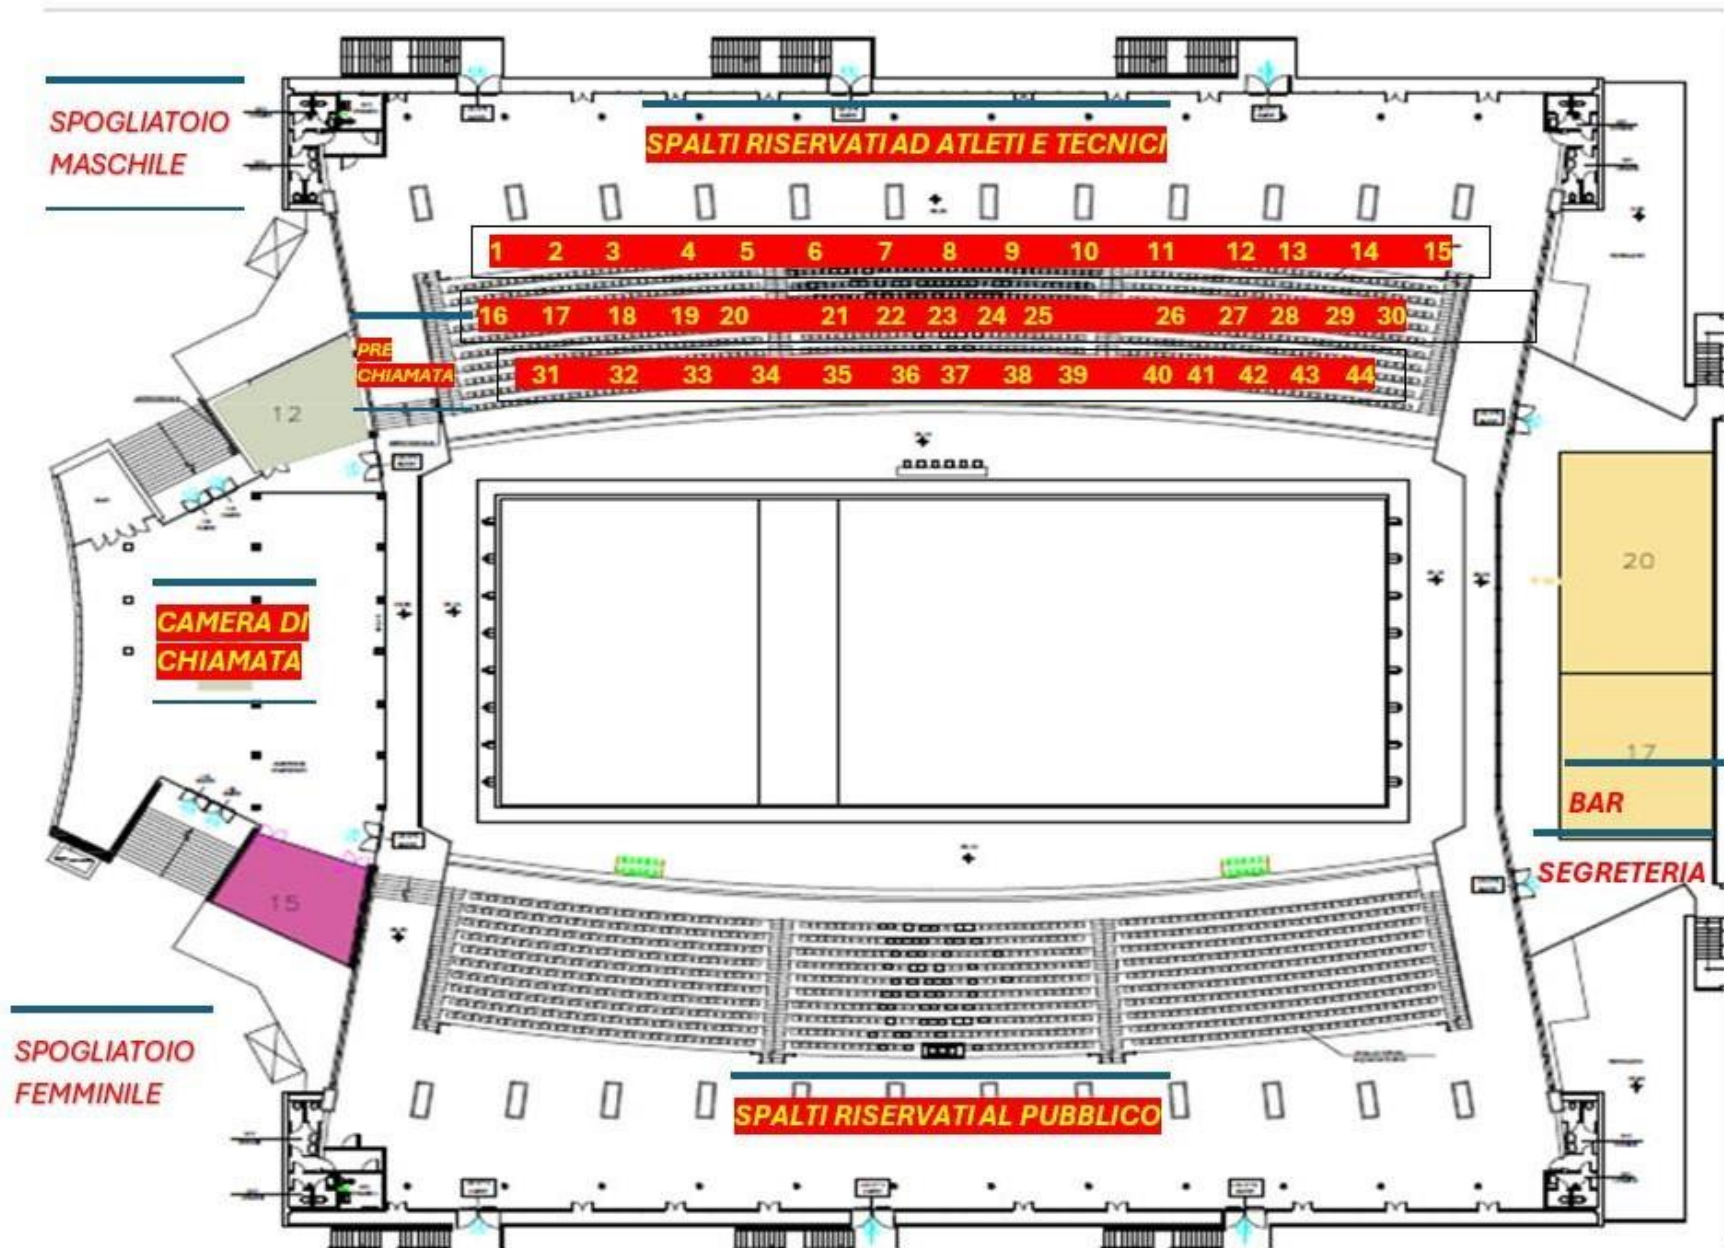 SPOGLIATOIO
MASCHILE
SPALTI RISERVATI AD ATLETI E TECNICI
1 2 3 4 5 6 7 8 9 10 11 12 13 14 15
16 17 18 19 20 21 22 23 24 25 26 27 28 29 30
PRE
CHIAMATA
31 32 33 34 35 36 37 38 39 40 41 42 43 44
12
20
CAMERA DI
CHIAMATA
17
BAR
SEGRETERIA
15
SPOGLIATOIO
FEMMINILE
SPALTI RISERVATI AL PUBBLICO